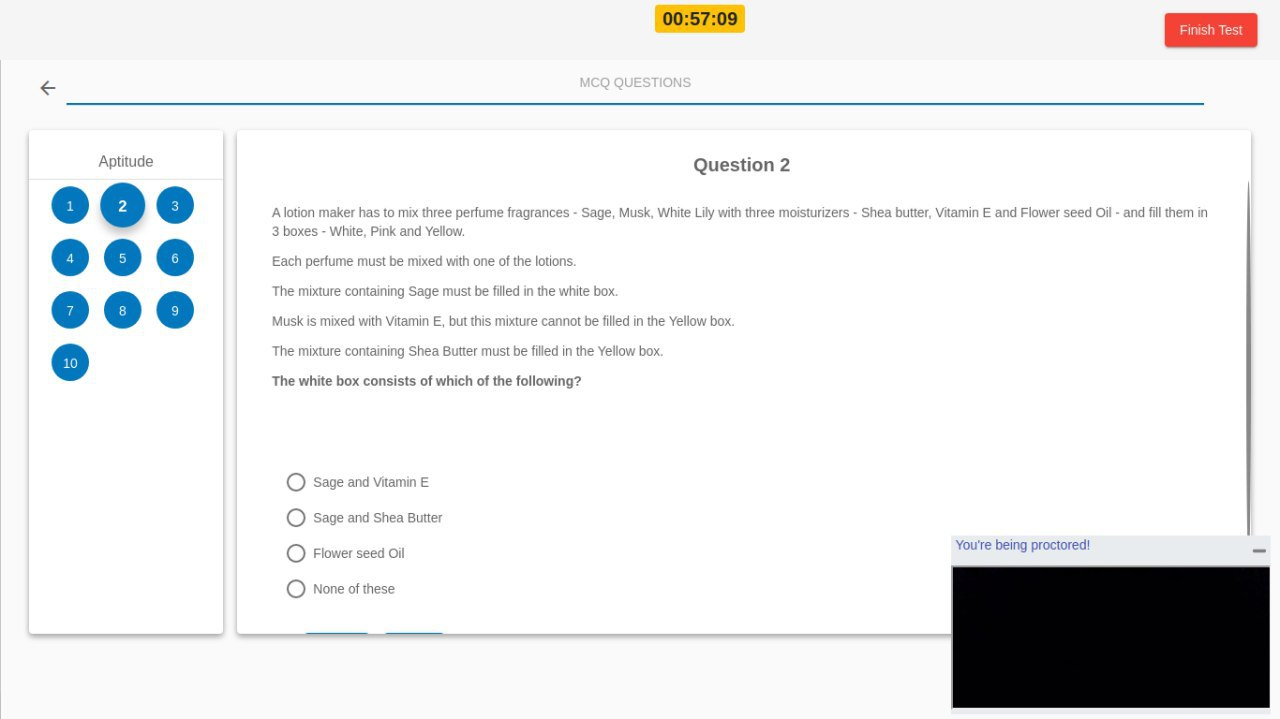 00:57:09
Finish Test
MCQ QUESTIONS
Aptitude
1 2 3
4 5 6
7 8 9
10
Question 2
A lotion maker has to mix three perfume fragrances - Sage, Musk, White Lily with three moisturizers - Shea butter, Vitamin E and Flower seed Oil - and fill them in
3 boxes - White, Pink and Yellow.
Each perfume must be mixed with one of the lotions.
The mixture containing Sage must be filled in the white box.
Musk is mixed with Vitamin E, but this mixture cannot be filled in the Yellow box.
The mixture containing Shea Butter must be filled in the Yellow box.
The white box consists of which of the following?
Sage and Vitamin E
Sage and Shea Butter
Flower seed Oil
None of these
You're being proctored!